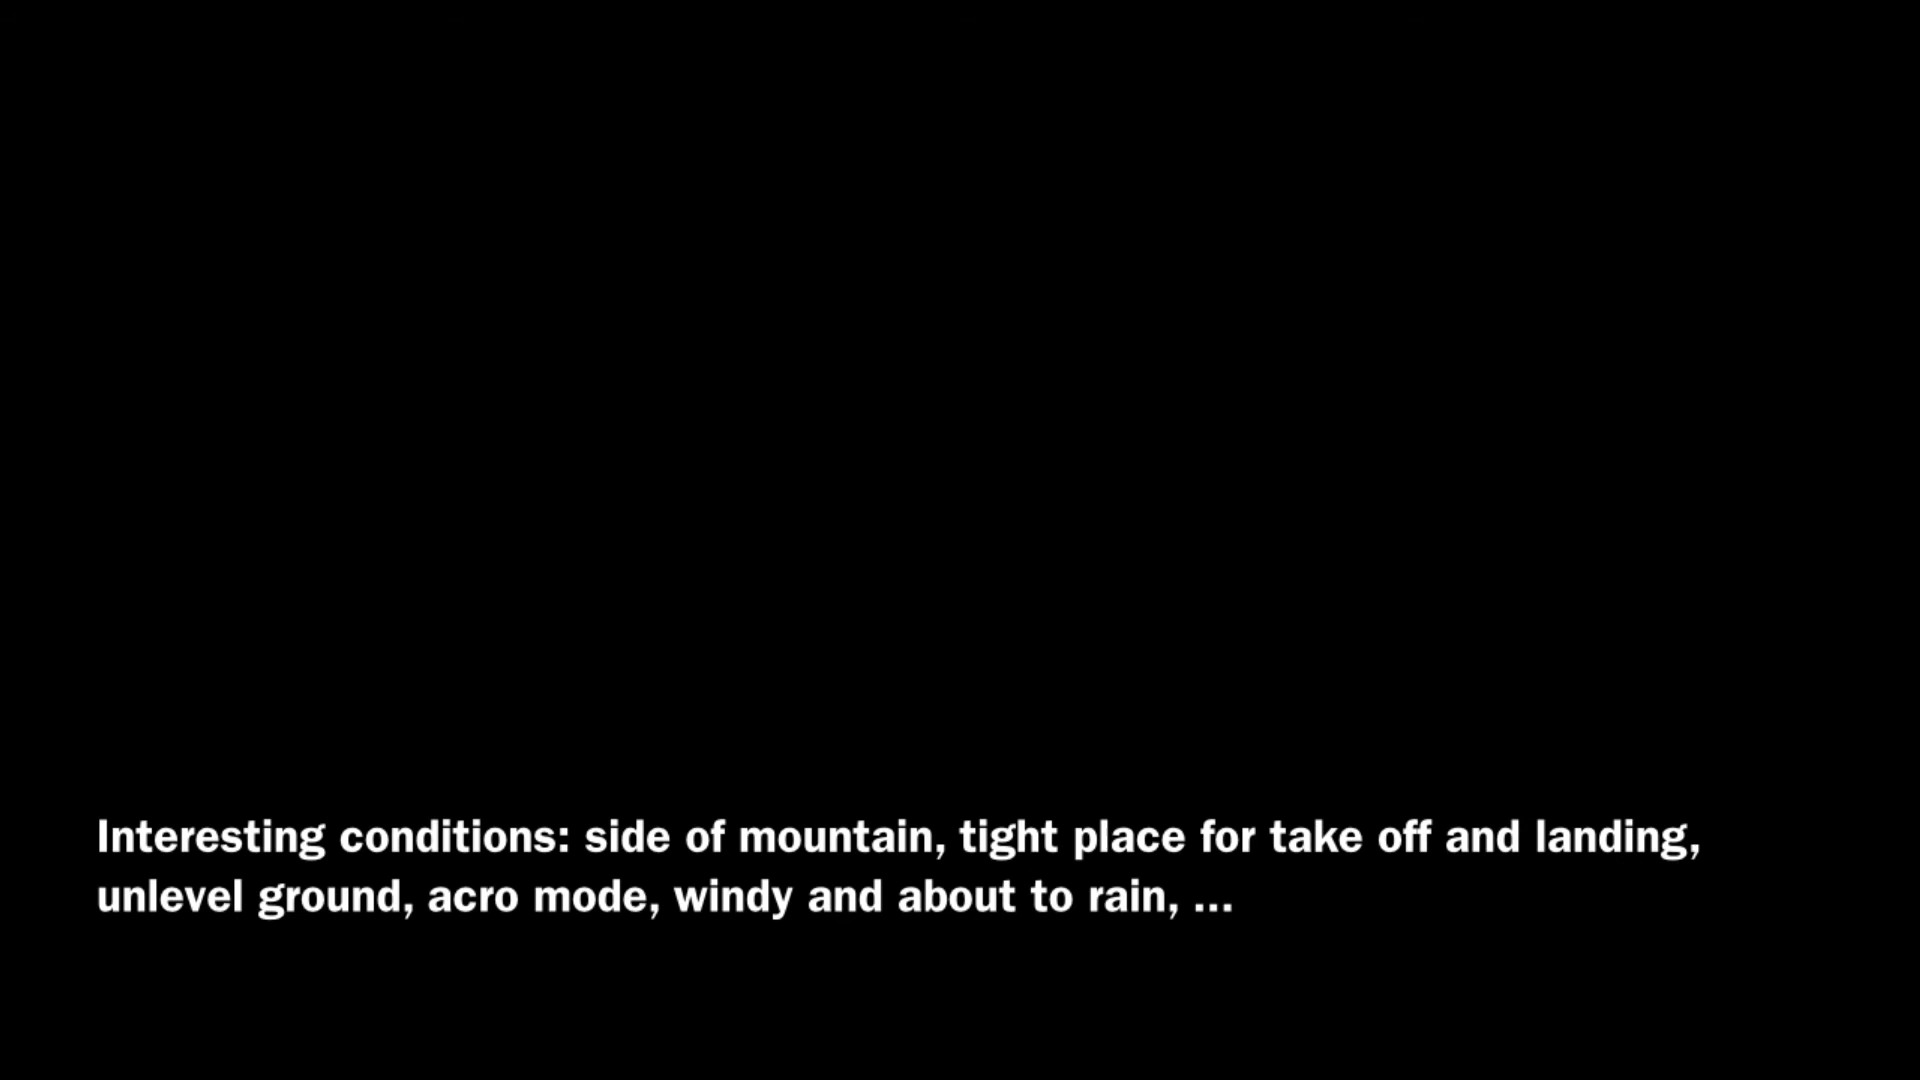 Interesting conditions: side of mountain, tight place for take off and landing,
unlevel ground, acro mode, windy and about to rain, ...